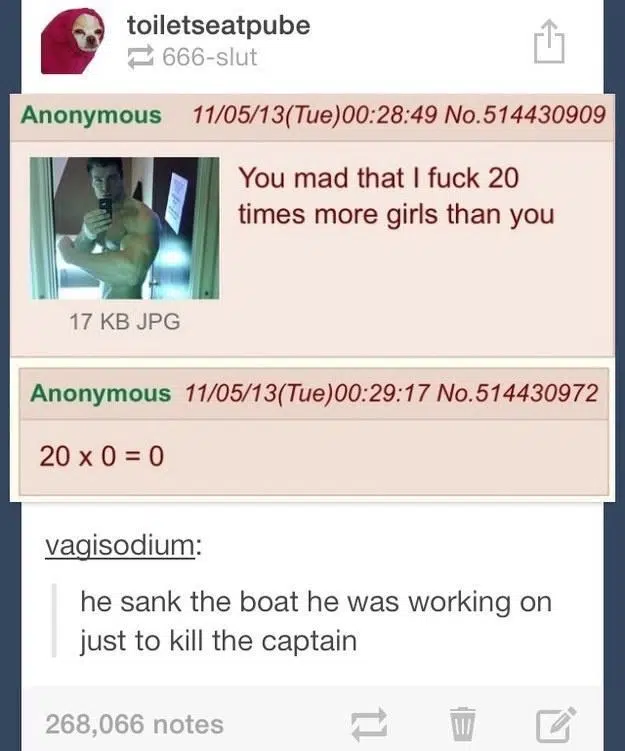 toiletseatpube
666-slut
Anonymous 11/05/13(Tue)00:28:49 No.514430909
You mad that I fuck 20
times more girls than you
17 KB JPG
Anonymous 11/05/13(Tue)00:29:17 No.514430972
20 x 0 = 0
vagisodium:
he sank the boat he was working on
just to kill the captain
268,066 notes